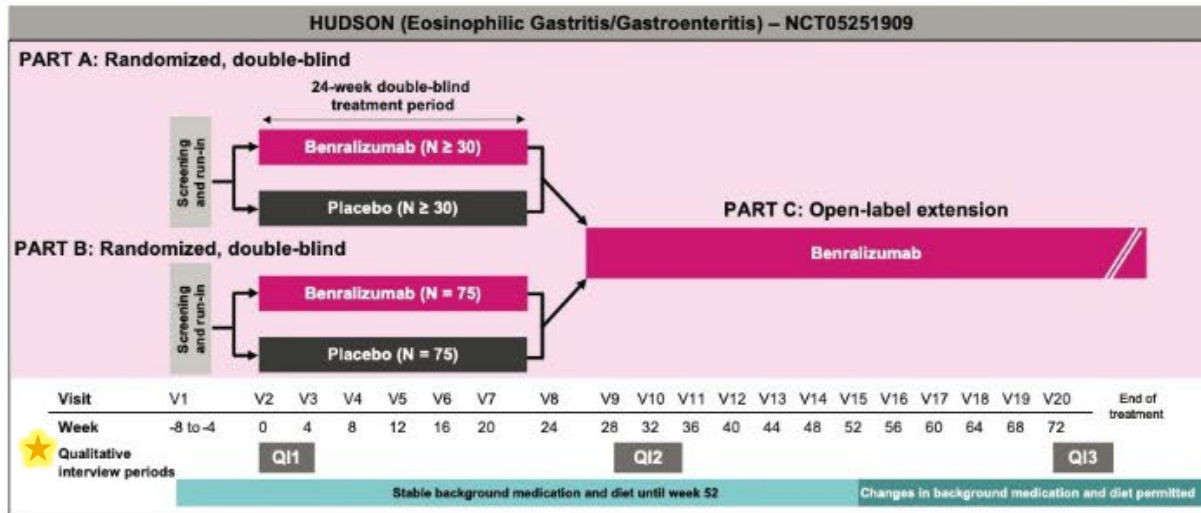 HUDSON (Eosinophilic Gastritis/Gastroenteritis) – NCT05251909
PART A: Randomized, double-blind
24-week double-blind
treatment period
Screening
and run-in
Benralizumab (N ≥ 30)
Placebo (N ≥ 30)
PART C: Open-label extension
Benralizumab
PART B: Randomized, double-blind
Screening
and run-in
Benralizumab (N = 75)
Placebo (N = 75)
Visit V1 V2 V3 V4 V5 V6 V7 V8 V9 V10 V11 V12 V13 V14 V15 V16 V17 V18 V19 V20 End of
treatment
Week -8 to -4 0 4 8 12 16 20 24 28 32 36 40 44 48 52 56 60 64 68 72
Qualitative
interview periods
QI1 QI2 QI3
Stable background medication and diet until week 52 Changes in background medication and diet permitted